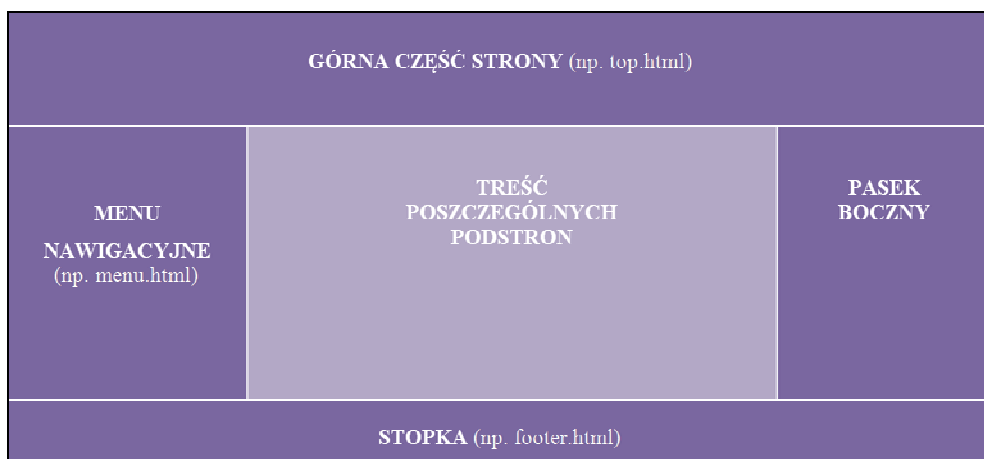 GÓRNA CZĘŚĆ STRONY (np. top.html)
MENU
NAWIGACYJNE
(np. menu.html)
TREŚĆ
POSZCZEGÓLNYCH
PODSTRON
PASEK
BOCZNY
STOPKA (np. footer.html)